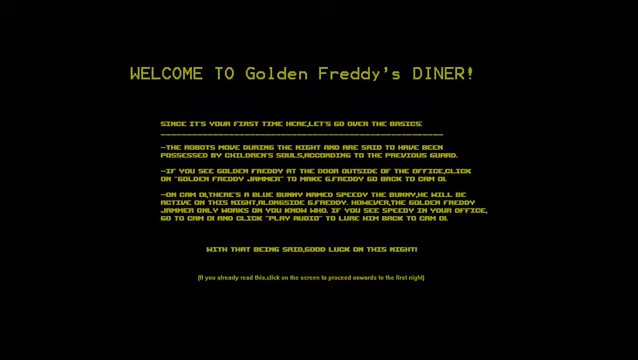 WELCOME TO Golden Freddy's DINER!
SINCE IT'S YOUR FIRST TIME HERE,LET'S GO OVER THE BASICS:
-THE ROBOTS MOVE DURING THE NIGHT AND ARE SAID TO HAVE BEEN
POSSESSED BY CHILDREN'S SOULS,ACCORDING TO THE PREVIOUS GUARD.
-IF YOU SEE GOLDEN FREDDY AT THE DOOR OUTSIDE OF THE OFFICE,CLICK
ON "GOLDEN FREDDY JAMMER" TO MAKE G.FREDDY GO BACK TO CAM 01.
-ON CAM 01,THERE'S A BLUE BUNNY NAMED SPEEDY THE BUNNY,HE WILL BE
ACTIVE ON THIS NIGHT,ALONGSIDE G.FREDDY. HOWEVER,THE GOLDEN FREDDY
JAMMER ONLY WORKS ON YOU KNOW WHO. IF YOU SEE SPEEDY IN YOUR OFFICE,
GO TO CAM 01 AND CLICK "PLAY AUDIO" TO LURE HIM BACK TO CAM 01.
WITH THAT BEING SAID,GOOD LUCK ON THIS NIGHT!
(If you already read this,click on the screen to proceed onwards to the first night)